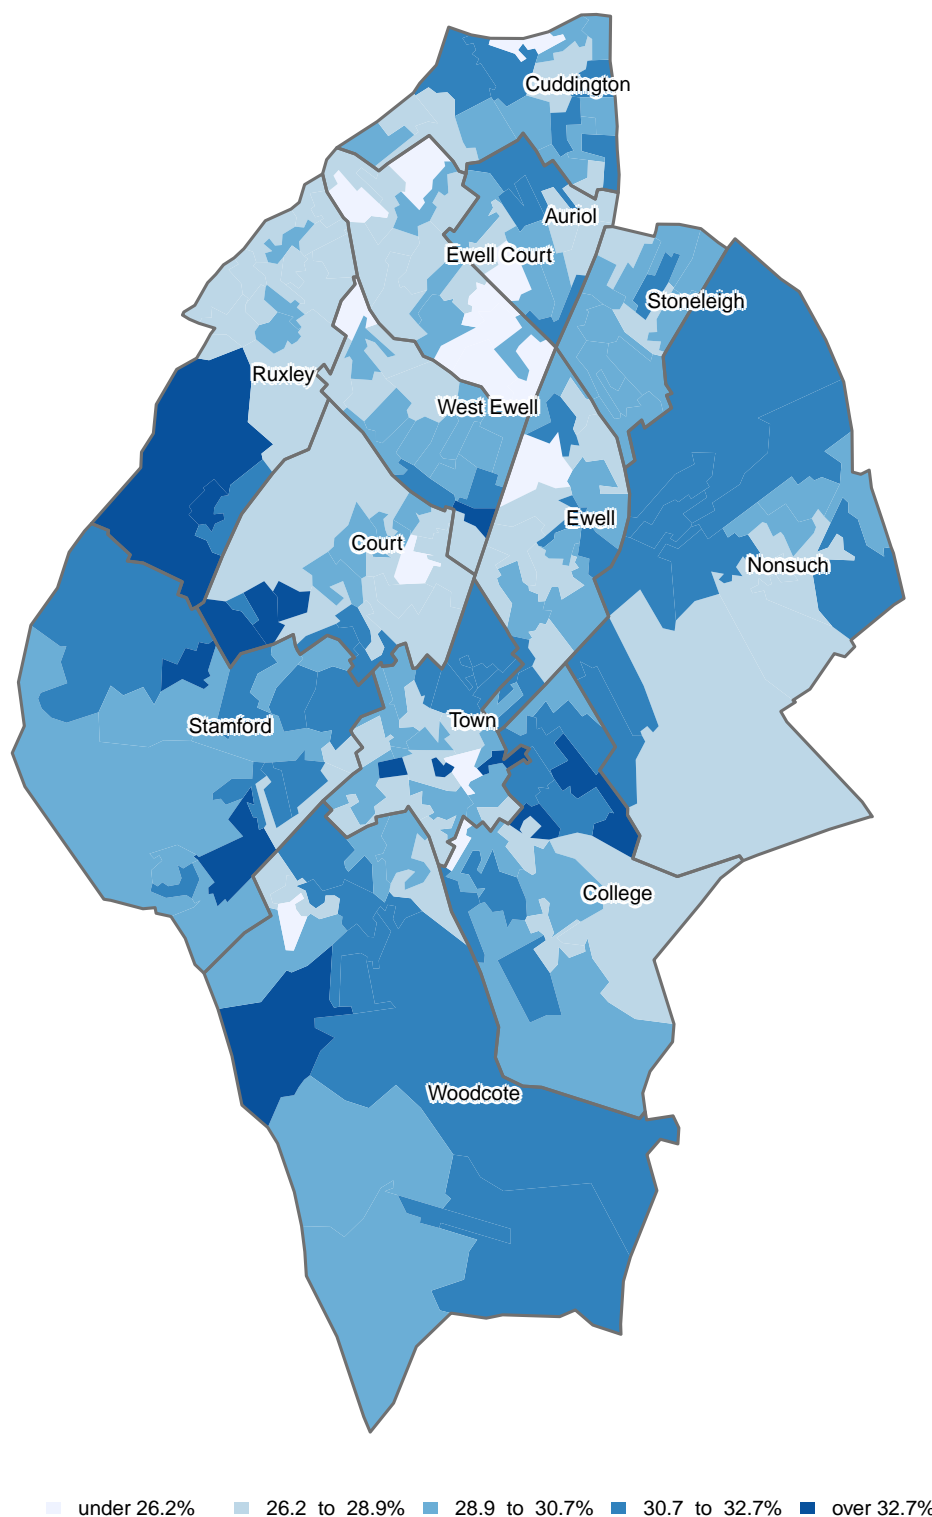 Cuddington
Auriol
Ewell Court
Stoneleigh
Ruxley
West Ewell
Ewell
Court
Nonsuch
Stamford
Town
College
Woodcote
under 26.2% 26.2 to 28.9% 28.9 to 30.7% 30.7 to 32.7% over 32.7%